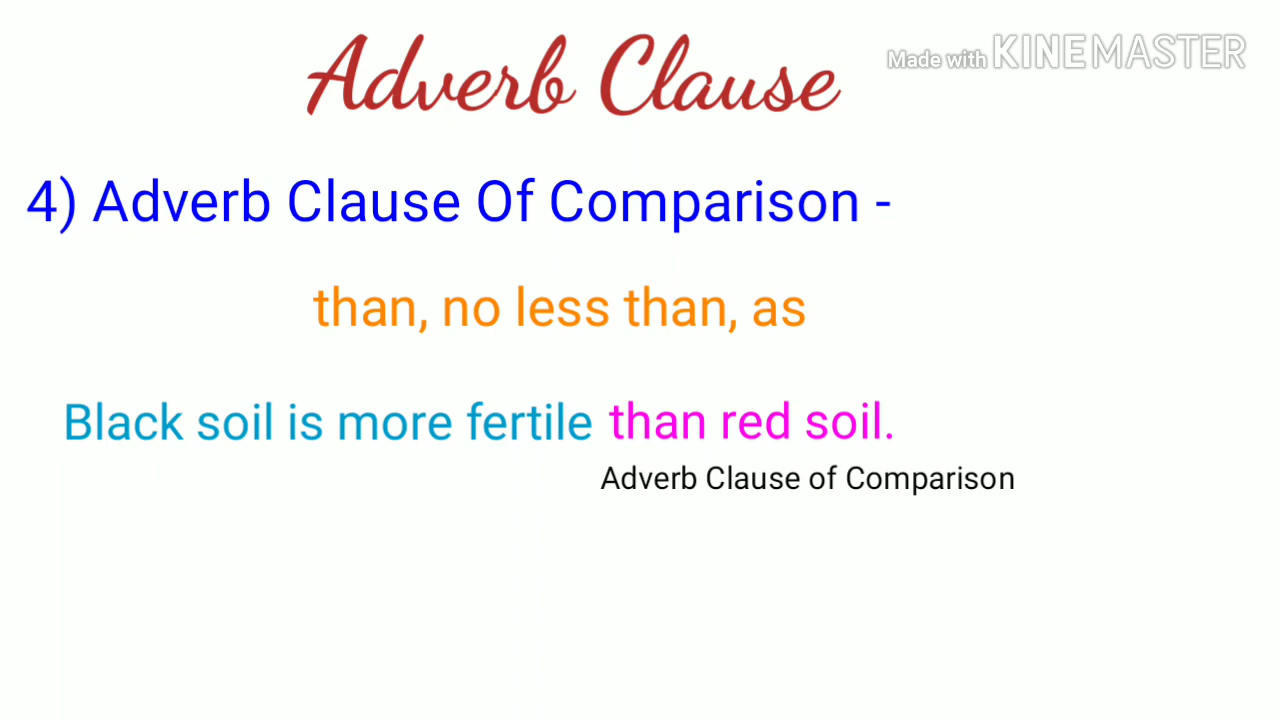 Adverb Clause
Made with KINEMASTER
4) Adverb Clause Of Comparison -
than, no less than, as
Black soil is more fertile than red soil.
Adverb Clause of Comparison